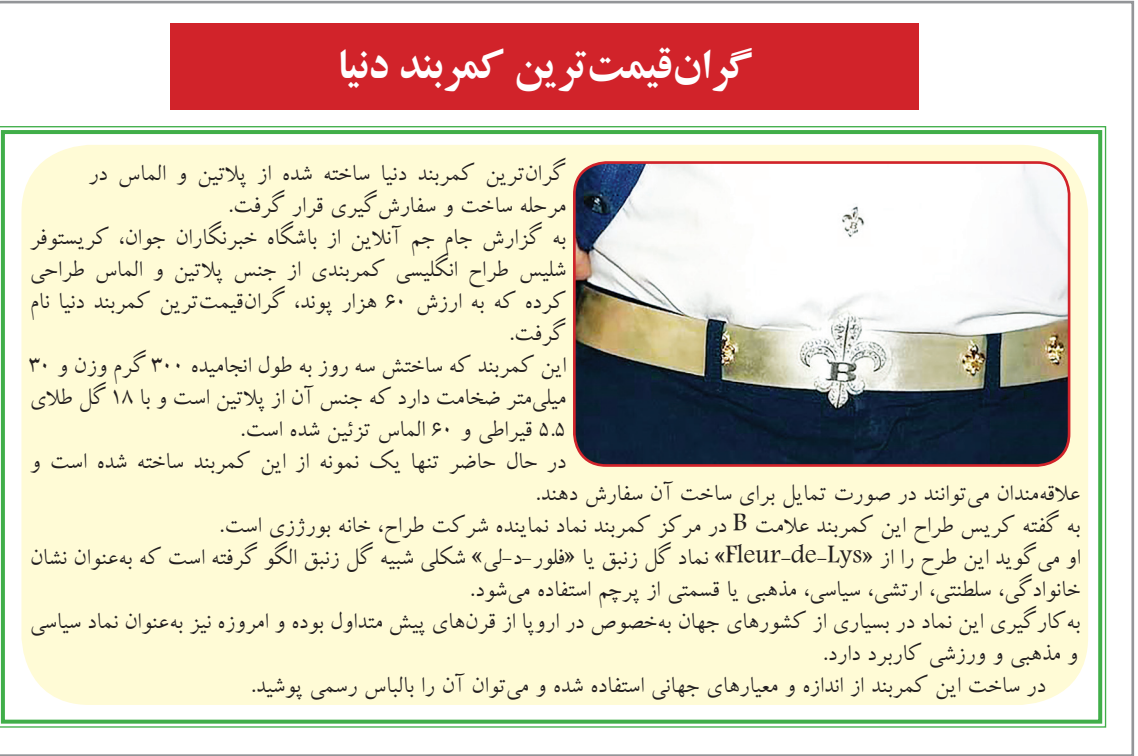 گران‌قیمت‌ترین کمربند دنیا
گران‌ترین کمربند دنیا ساخته شده از پلاتین و الماس در
مرحله ساخت و سفارش‌گیری قرار گرفت.
به گزارش جام جم آنلاین از باشگاه خبرنگاران جوان، کریستوفر
شلیس طراح انگلیسی کمربندی از جنس پلاتین و الماس طراحی
کرده که به ارزش ۶۰ هزار پوند، گران‌قیمت‌ترین کمربند دنیا نام
گرفت.
این کمربند که ساختش سه روز به طول انجامیده ۳۰۰ گرم وزن و ۳۰
میلی‌متر ضخامت دارد که جنس آن از پلاتین است و با ۱۸ گل طلای
۵.۵ قیراطی و ۶۰ الماس تزئین شده است.
در حال حاضر تنها یک نمونه از این کمربند ساخته شده است و
علاقه‌مندان می‌توانند در صورت تمایل برای ساخت آن سفارش دهند.
به گفته کریس طراح این کمربند علامت B در مرکز کمربند نماد نماینده شرکت طراح، خانه بورژزی است.
او می‌گوید این طرح را از «Fleur-de-Lys» نماد گل زنبق یا «فلور-د-لی» شکلی شبیه گل زنبق الگو گرفته است که به‌عنوان نشان
خانوادگی، سلطنتی، ارتشی، سیاسی، مذهبی یا قسمتی از پرچم استفاده می‌شود.
به‌کارگیری این نماد در بسیاری از کشورهای جهان به‌خصوص در اروپا از قرن‌های پیش متداول بوده و امروزه نیز به‌عنوان نماد سیاسی
و مذهبی و ورزشی کاربرد دارد.
در ساخت این کمربند از اندازه و معیارهای جهانی استفاده شده و می‌توان آن را بالباس رسمی پوشید.
B